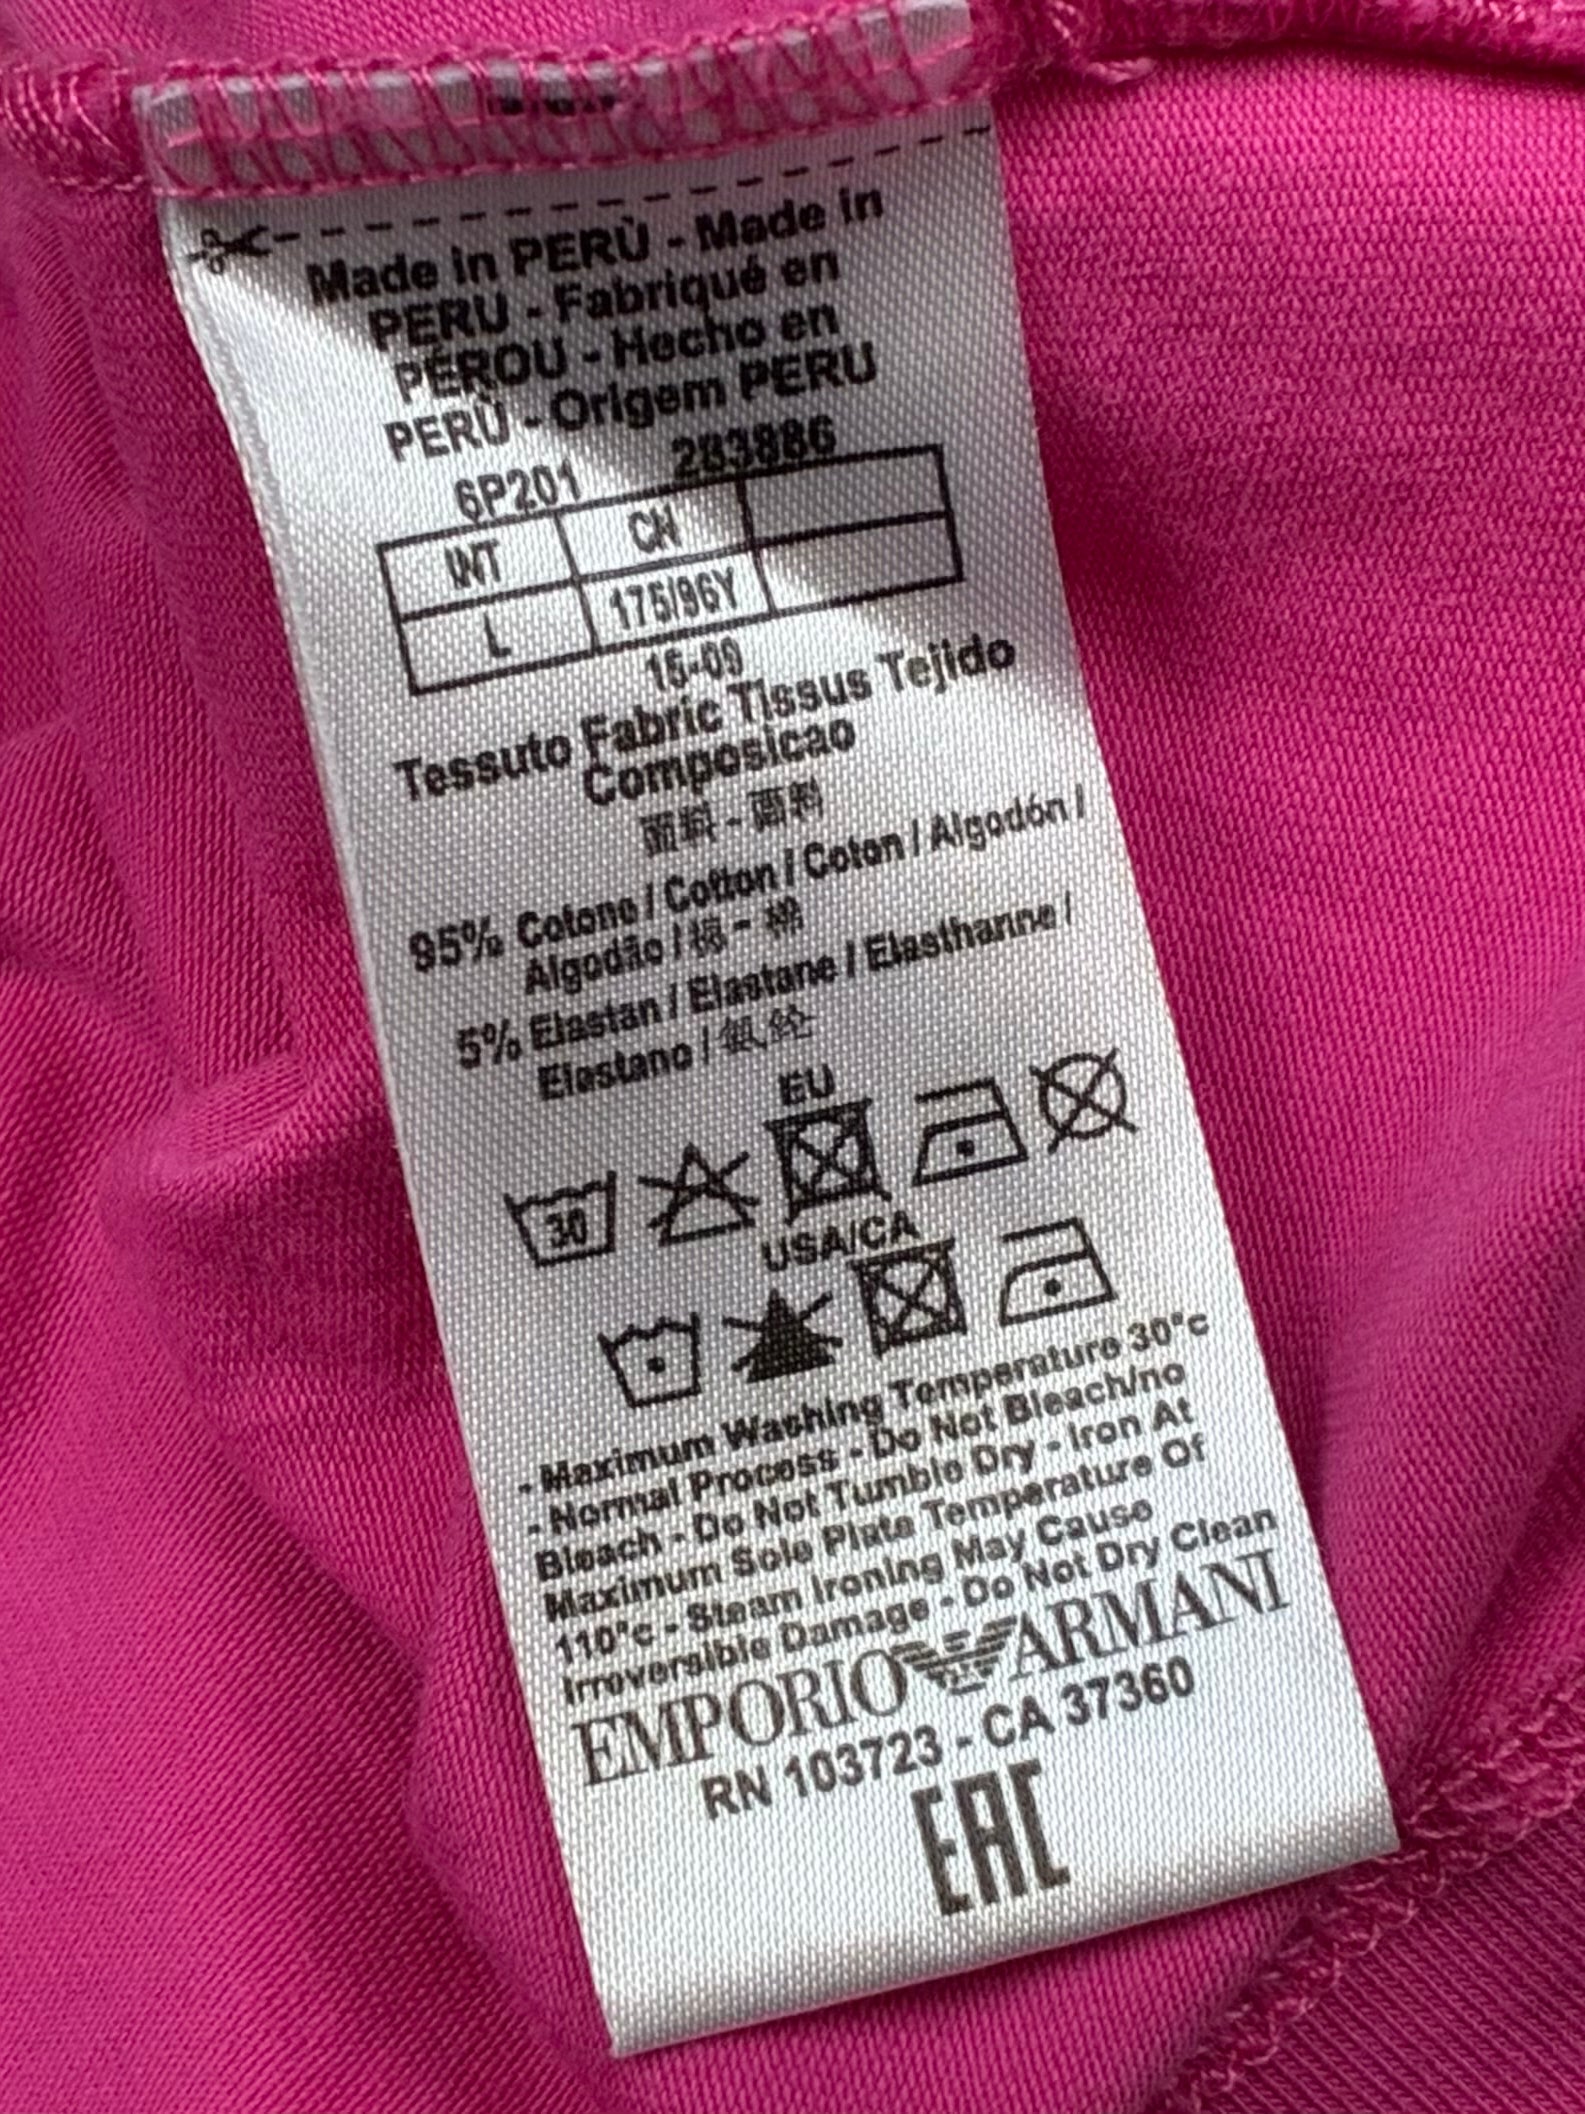 Made in PERÙ - Made in
PERU - Fabriqué en
PÉROU - Hecho en
PERÙ - Origem PERU
6P201 283886
INT CN
L 175/96Y
15-09
Tessuto Fabric Tissus Tejido
Composicao
面料 - 面料
95% Cotone / Cotton / Coton / Algodón /
Algodão / 棉 - 棉
5% Elastan / Elastane / Elasthanne /
Elastano / 氨纶
EU
30
USA/CA
- Maximum Washing Temperature 30°c
- Normal Process - Do Not Bleach/no
Bleach - Do Not Tumble Dry - Iron At
Maximum Sole Plate Temperature Of
110°c - Steam Ironing May Cause
Irreversible Damage - Do Not Dry Clean
EMPORIO ARMANI
RN 103723 - CA 37360
EAC